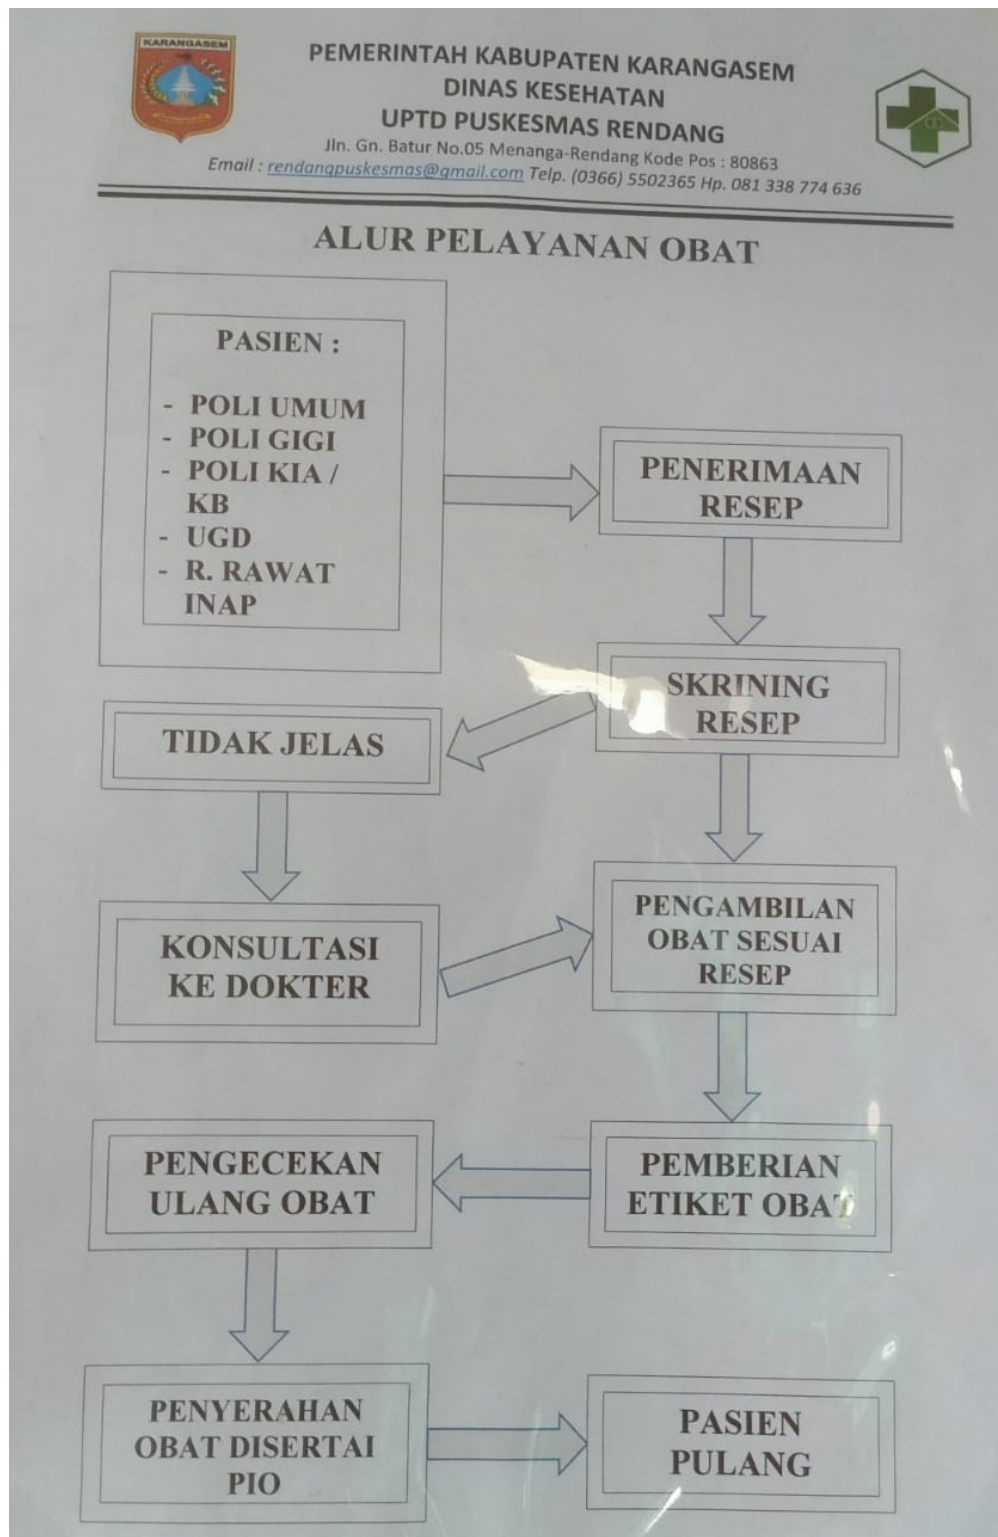 KARANGASEM
PEMERINTAH KABUPATEN KARANGASEM
DINAS KESEHATAN
UPTD PUSKESMAS RENDANG
Jln. Gn. Batur No.05 Menanga-Rendang Kode Pos : 80863
Email : rendangpuskesmas@gmail.com Telp. (0366) 5502365 Hp. 081 338 774 636
ALUR PELAYANAN OBAT
PASIEN :
- POLI UMUM
- POLI GIGI
- POLI KIA /
KB
- UGD
- R. RAWAT
INAP
PENERIMAAN
RESEP
SKRINING
RESEP
TIDAK JELAS
KONSULTASI
KE DOKTER
PENGAMBILAN
OBAT SESUAI
RESEP
PEMBERIAN
ETIKET OBAT
PENGECEKAN
ULANG OBAT
PENYERAHAN
OBAT DISERTAI
PIO
PASIEN
PULANG